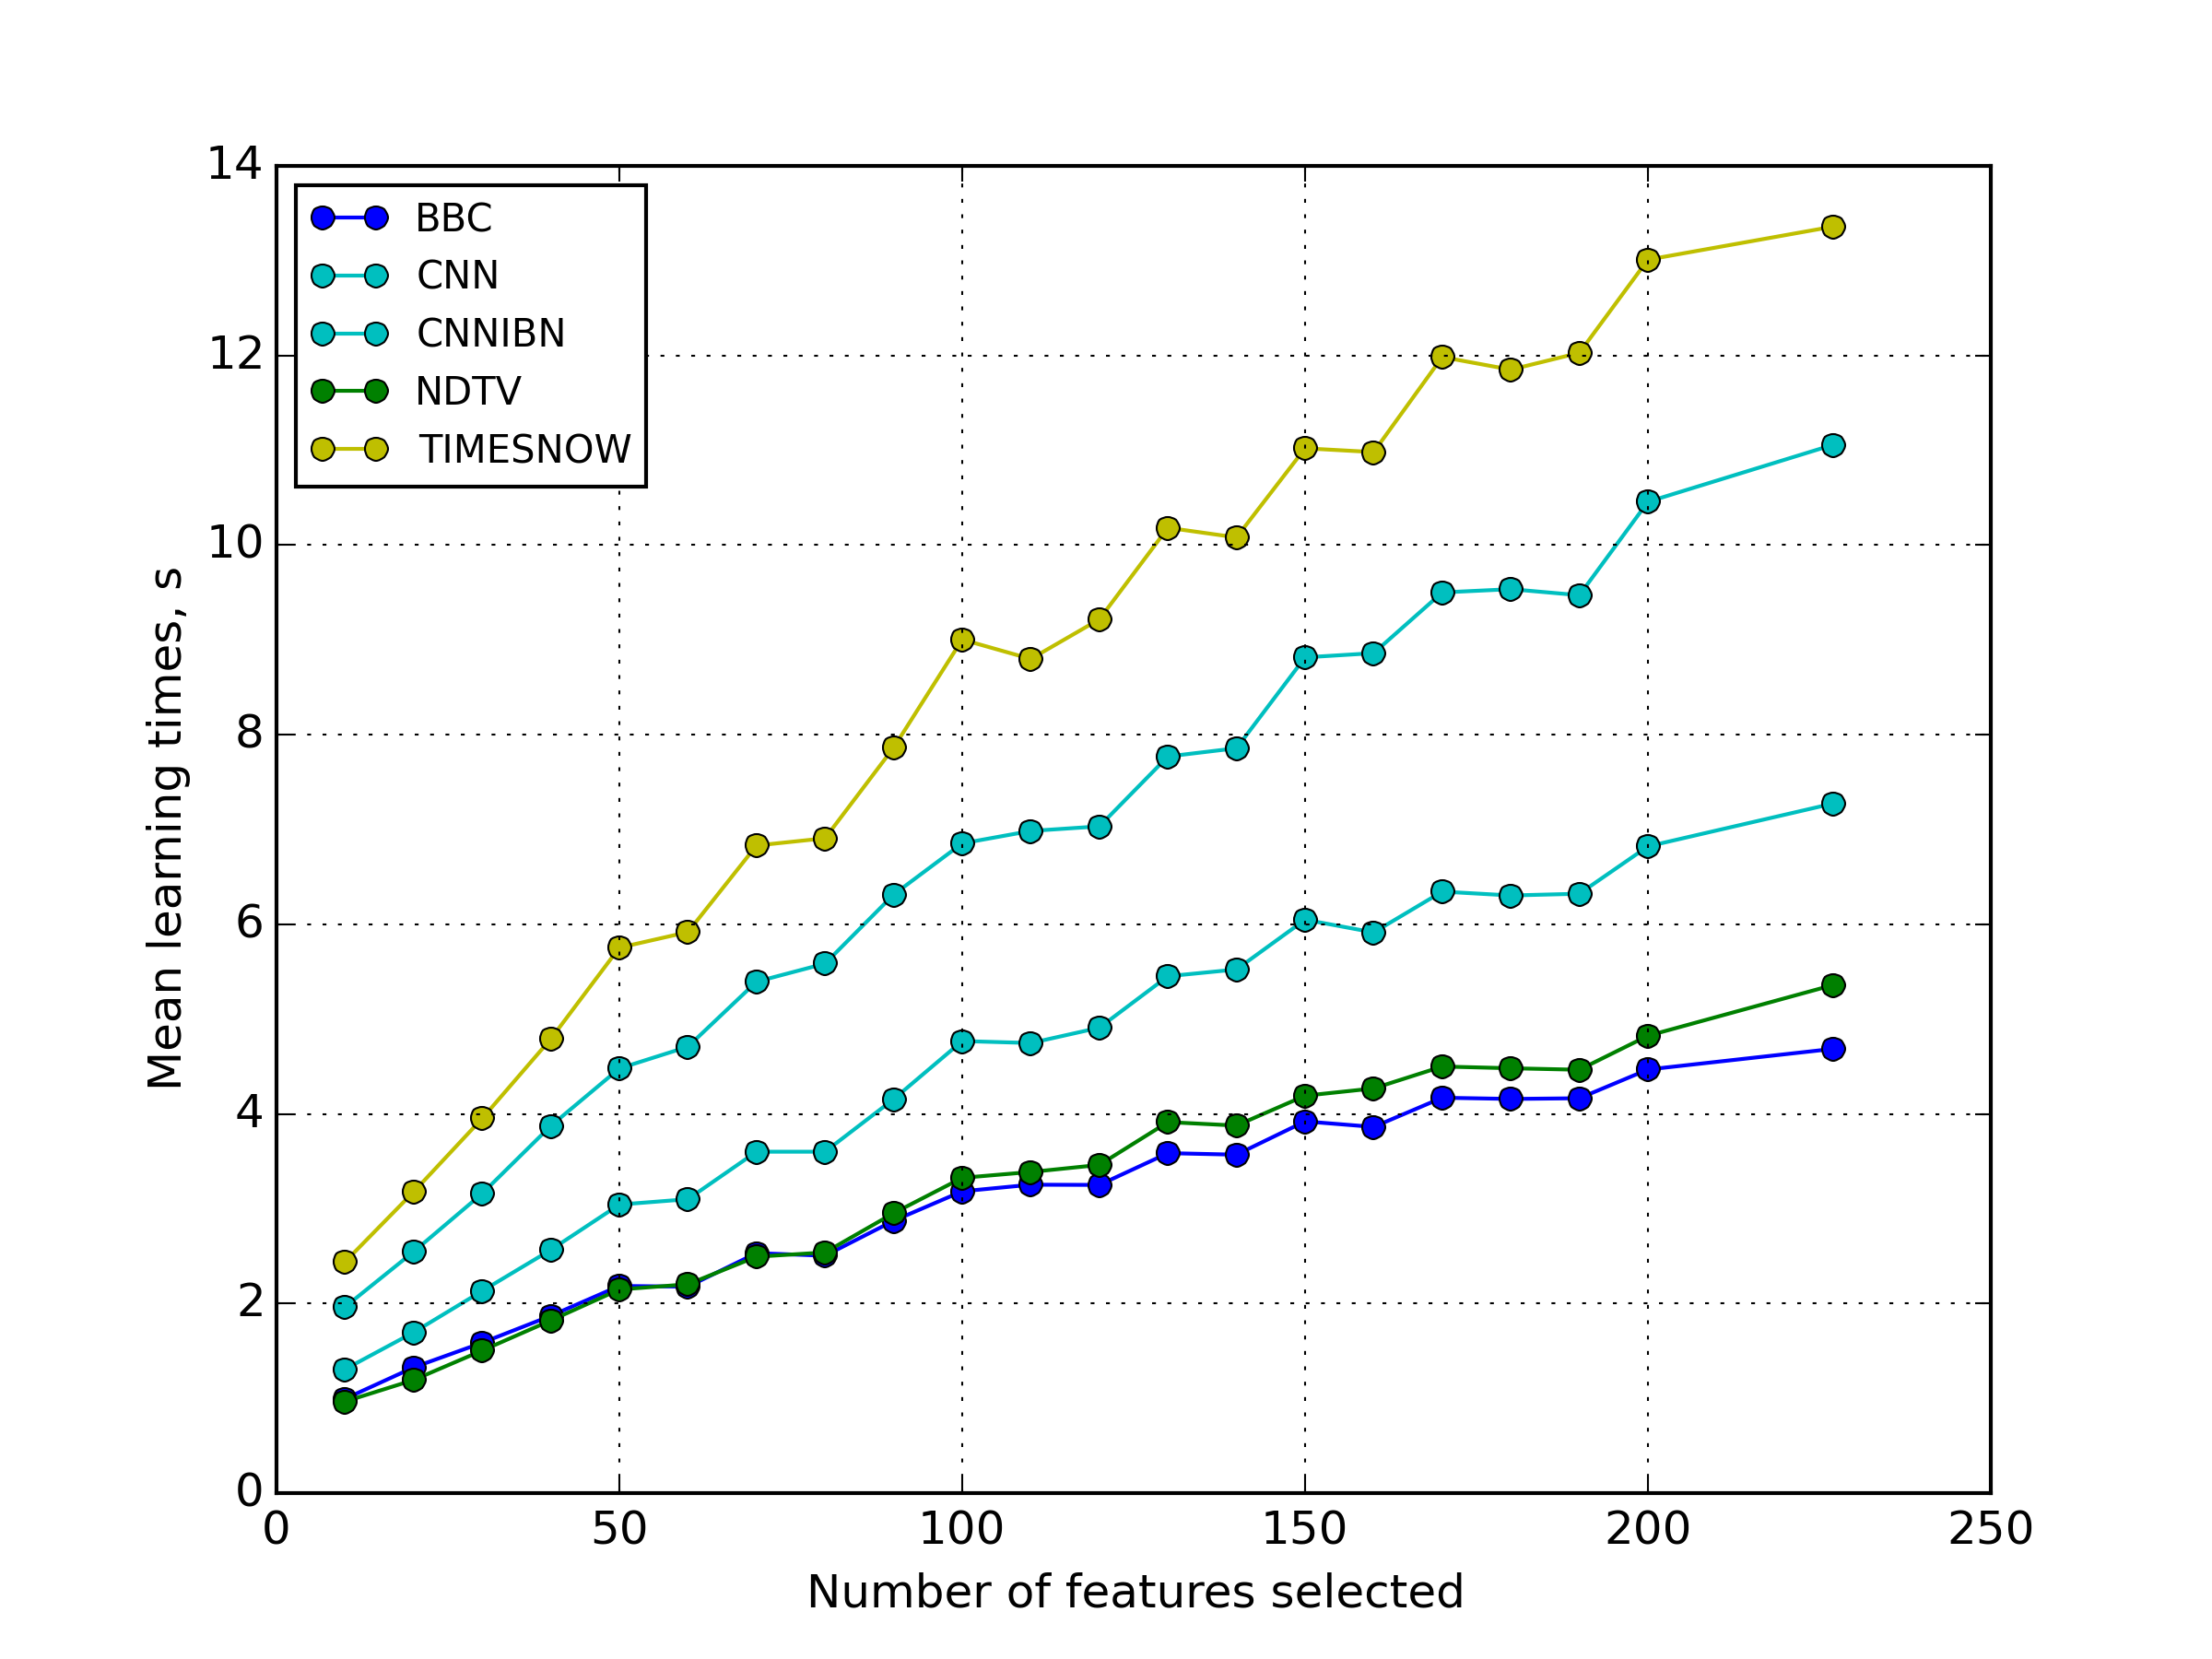 14
12
10
8
6
4
2
0
BBC
CNN
CNNIBN
NDTV
TIMESNOW
Mean learning times, s
0 50 100 150 200 250
Number of features selected